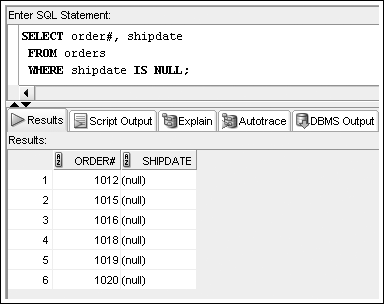 Enter SQL Statement:
SELECT order#, shipdate
FROM orders
WHERE shipdate IS NULL;
Results Script Output Explain Autotrace DBMS Output
Results:
ORDER# SHIPDATE
1 1012 (null)
2 1015 (null)
3 1016 (null)
4 1018 (null)
5 1019 (null)
6 1020 (null)